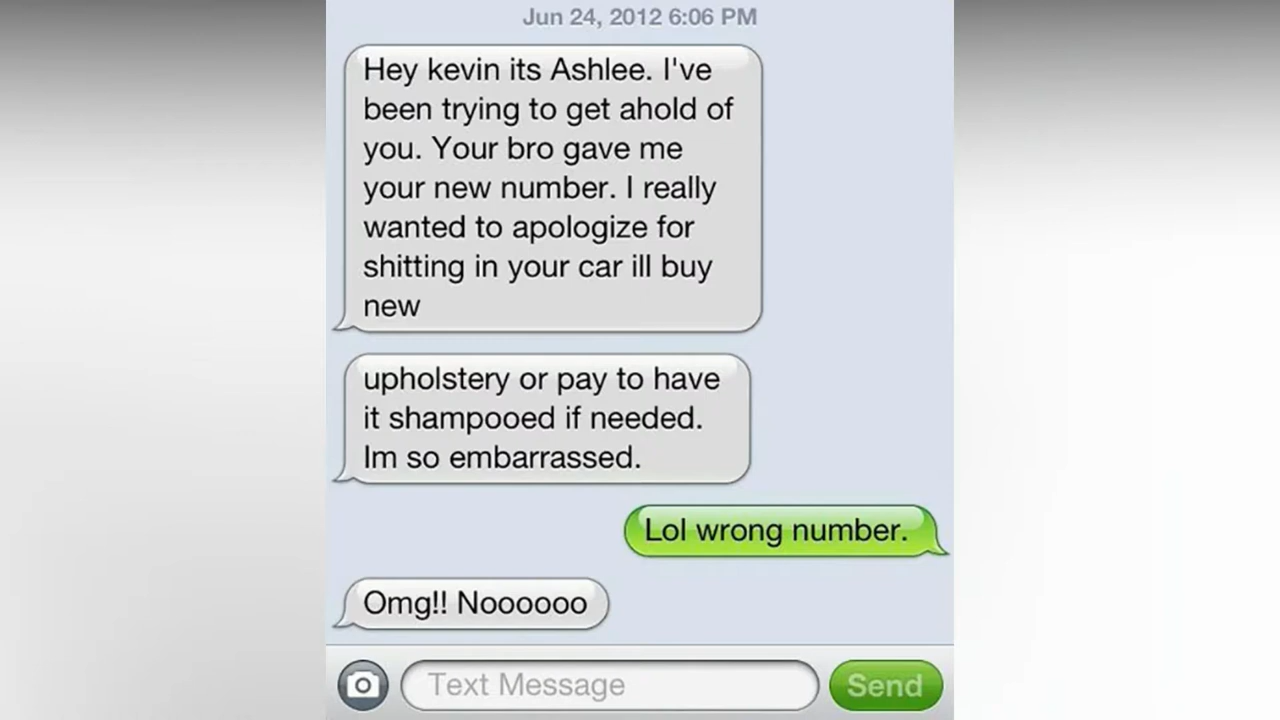 Jun 24, 2012 6:06 PM
Hey kevin its Ashlee. I've
been trying to get ahold of
you. Your bro gave me
your new number. I really
wanted to apologize for
shitting in your car ill buy
new
upholstery or pay to have
it shampooed if needed.
Im so embarrassed.
Lol wrong number.
Omg!! Noooooo
Text Message
Send